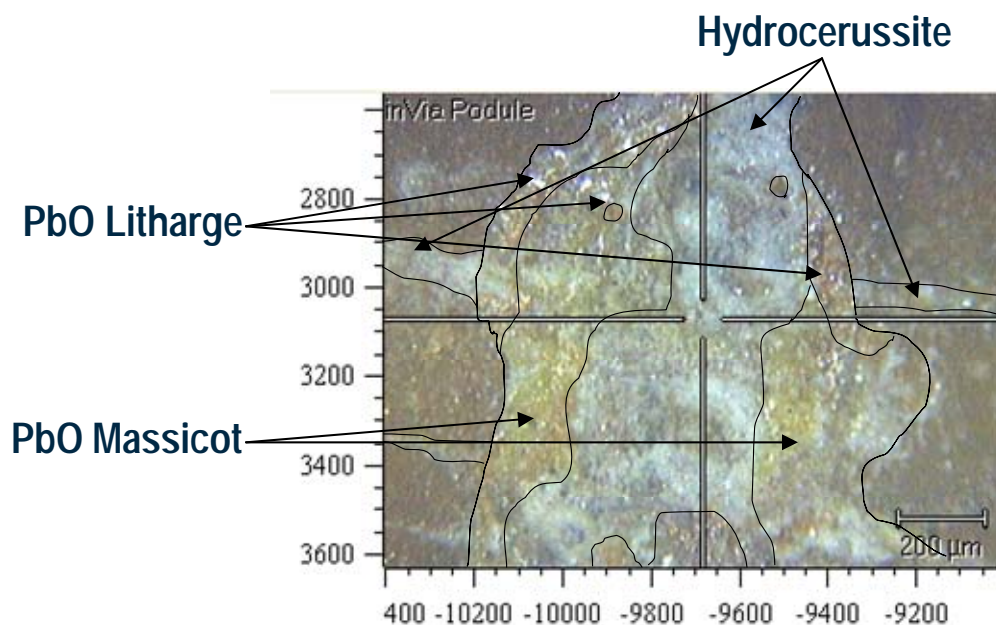 Hydrocerussite
inVia Podule
PbO Litharge
PbO Massicot
2800
3000
3200
3400
3600
200 µm
400 -10200 -10000 -9800 -9600 -9400 -9200